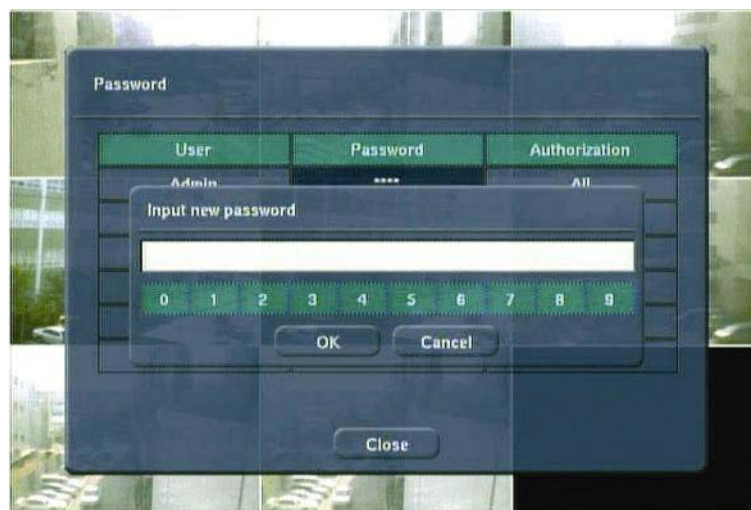 Password
User Password Authorization
Admin **** All
Input new password
0 1 2 3 4 5 6 7 8 9
OK Cancel
Close